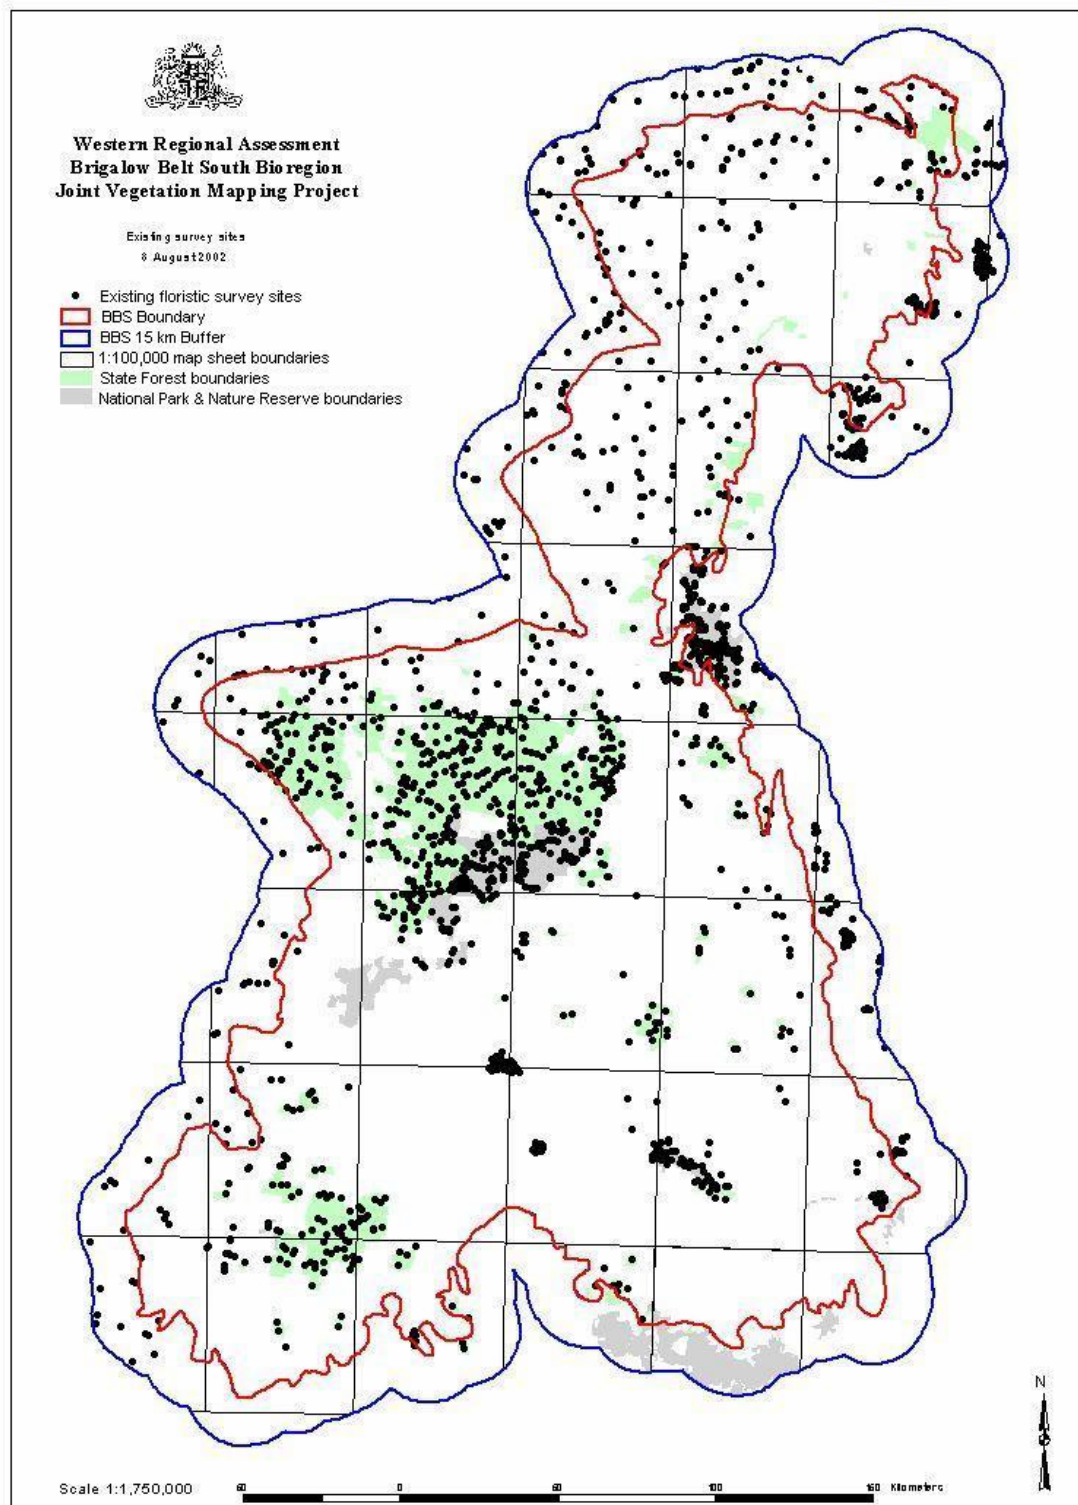 Western Regional Assessment
Brigalow Belt South Bioregion
Joint Vegetation Mapping Project
Existing survey sites
8 August 2002
Existing floristic survey sites
BBS Boundary
BBS 15 km Buffer
1:100,000 map sheet boundaries
State Forest boundaries
National Park & Nature Reserve boundaries
N
Scale 1:1,750,000
0
100
Kilometers